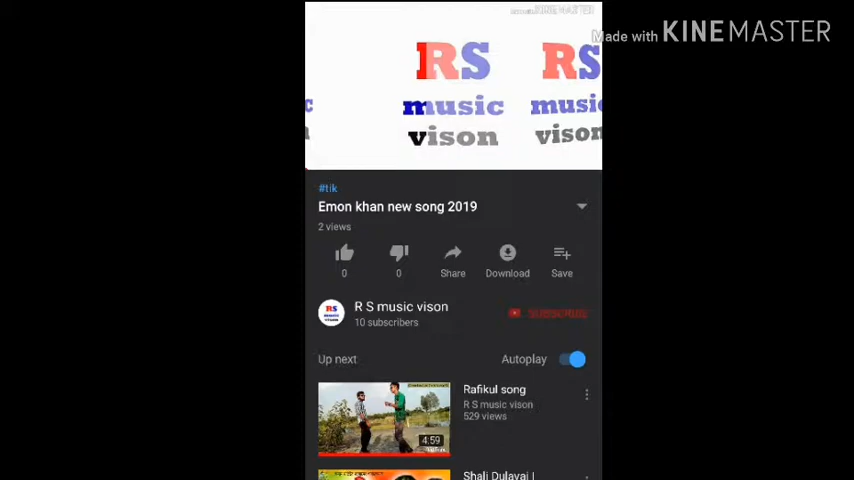 Made with KINEMASTER
RS RS
music music
vison vison
#tik
Emon khan new song 2019
2 views
0 0 Share Download Save
R S music vison
10 subscribers
SUBSCRIBE
Up next Autoplay
Rafikul song
R S music vison
529 views
4:59